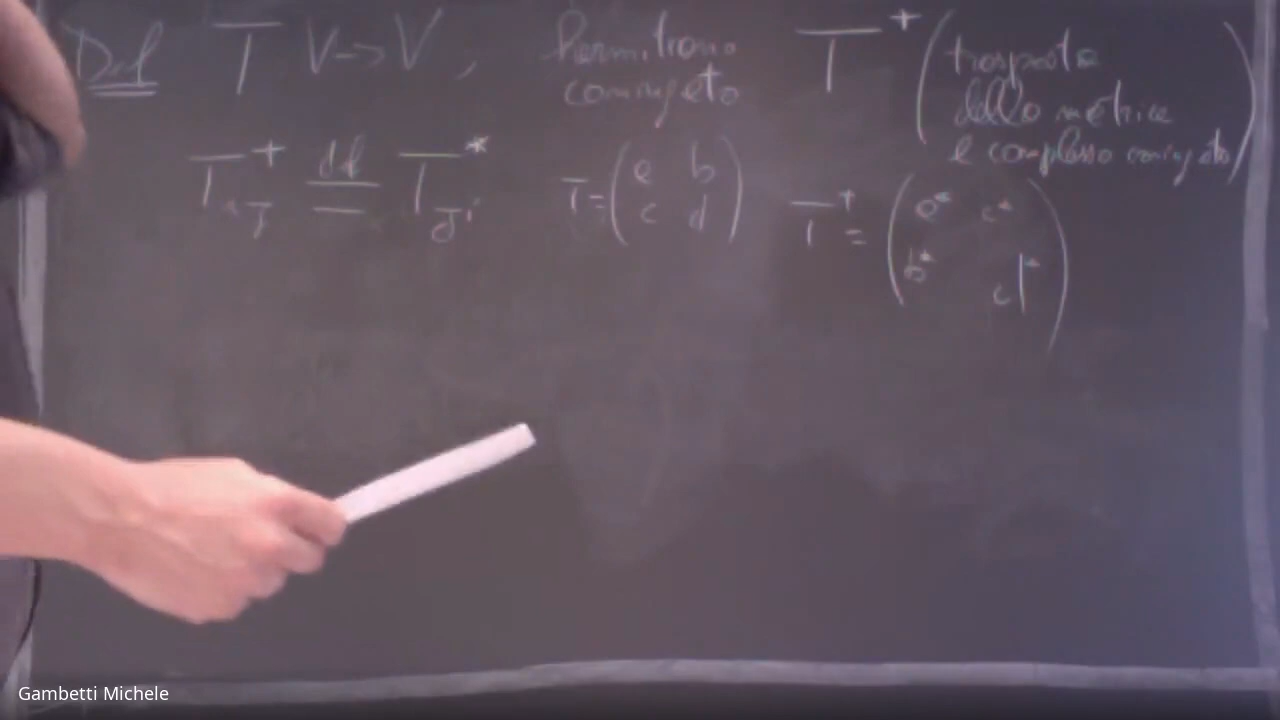 Def T V → V , hermitiano coniugato T⁺ (trasposta della matrice e complesso coniugato)
T⁺ᵢⱼ def= T*ⱼᵢ T = (a b
c d) T⁺ = (a* c*
b* d*)
Gambetti Michele